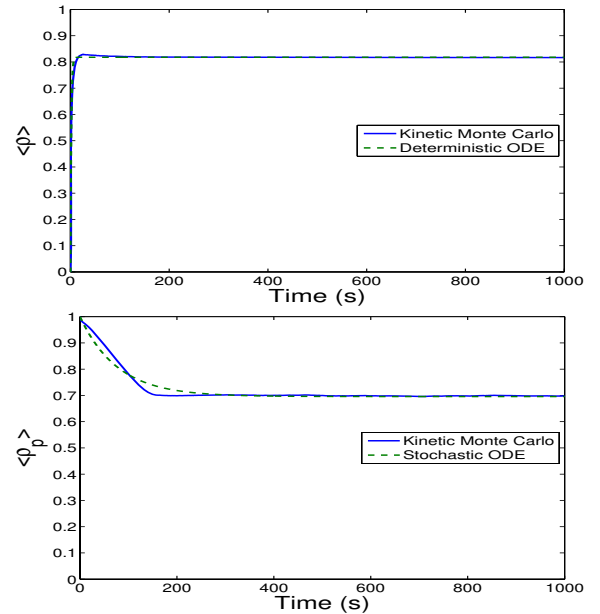 1
0.9
0.8
0.7
0.6
0.5
0.4
0.3
0.2
0.1
0
<ρ>
Kinetic Monte Carlo
Deterministic ODE
0 200 400 600 800 1000
Time (s)
1
0.9
0.8
0.7
0.6
0.5
0.4
0.3
0.2
0.1
0
<ρp>
Kinetic Monte Carlo
Stochastic ODE
0 200 400 600 800 1000
Time (s)